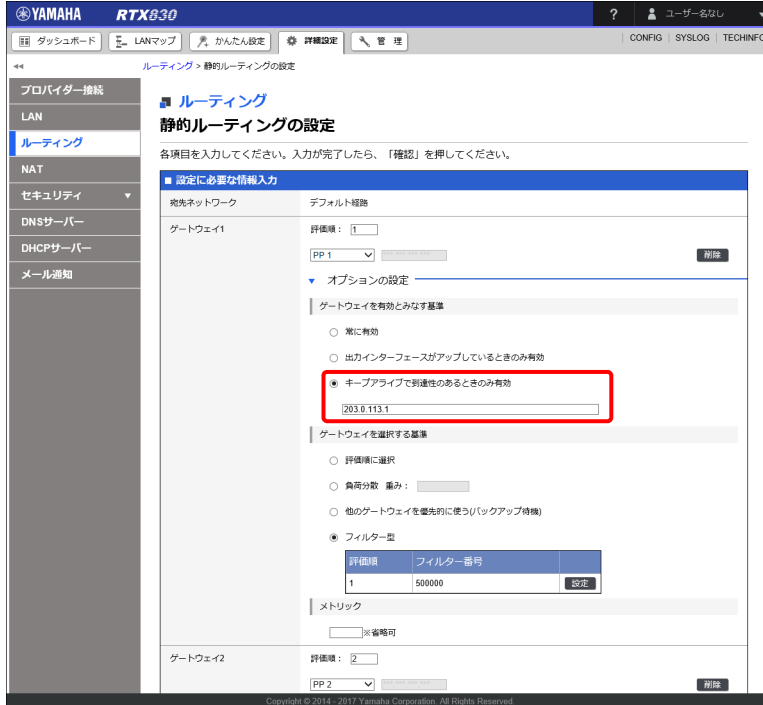 YAMAHA RTX830 ? ユーザー名なし
ダッシュボード LANマップ かんたん設定 詳細設定 管 理 CONFIG SYSLOG TECHINFO
ルーティング > 静的ルーティングの設定
プロバイダー接続
LAN
ルーティング
NAT
セキュリティ
DNSサーバー
DHCPサーバー
メール通知
ルーティング
静的ルーティングの設定
各項目を入力してください。入力が完了したら、「確認」を押してください。
■ 設定に必要な情報入力
宛先ネットワーク デフォルト経路
ゲートウェイ1 評価順： 1
PP 1 削除
オプションの設定
ゲートウェイを有効とみなす基準
常に有効
出力インターフェースがアップしているときのみ有効
キープアライブで到達性のあるときのみ有効
203.0.113.1
ゲートウェイを選択する基準
評価順に選択
負荷分散 重み：
他のゲートウェイを優先的に使う(バックアップ待機)
フィルター型
評価順 フィルター番号
1 500000 設定
メトリック
※省略可
ゲートウェイ2 評価順： 2
PP 2 削除
Copyright © 2014 - 2017 Yamaha Corporation. All Rights Reserved.